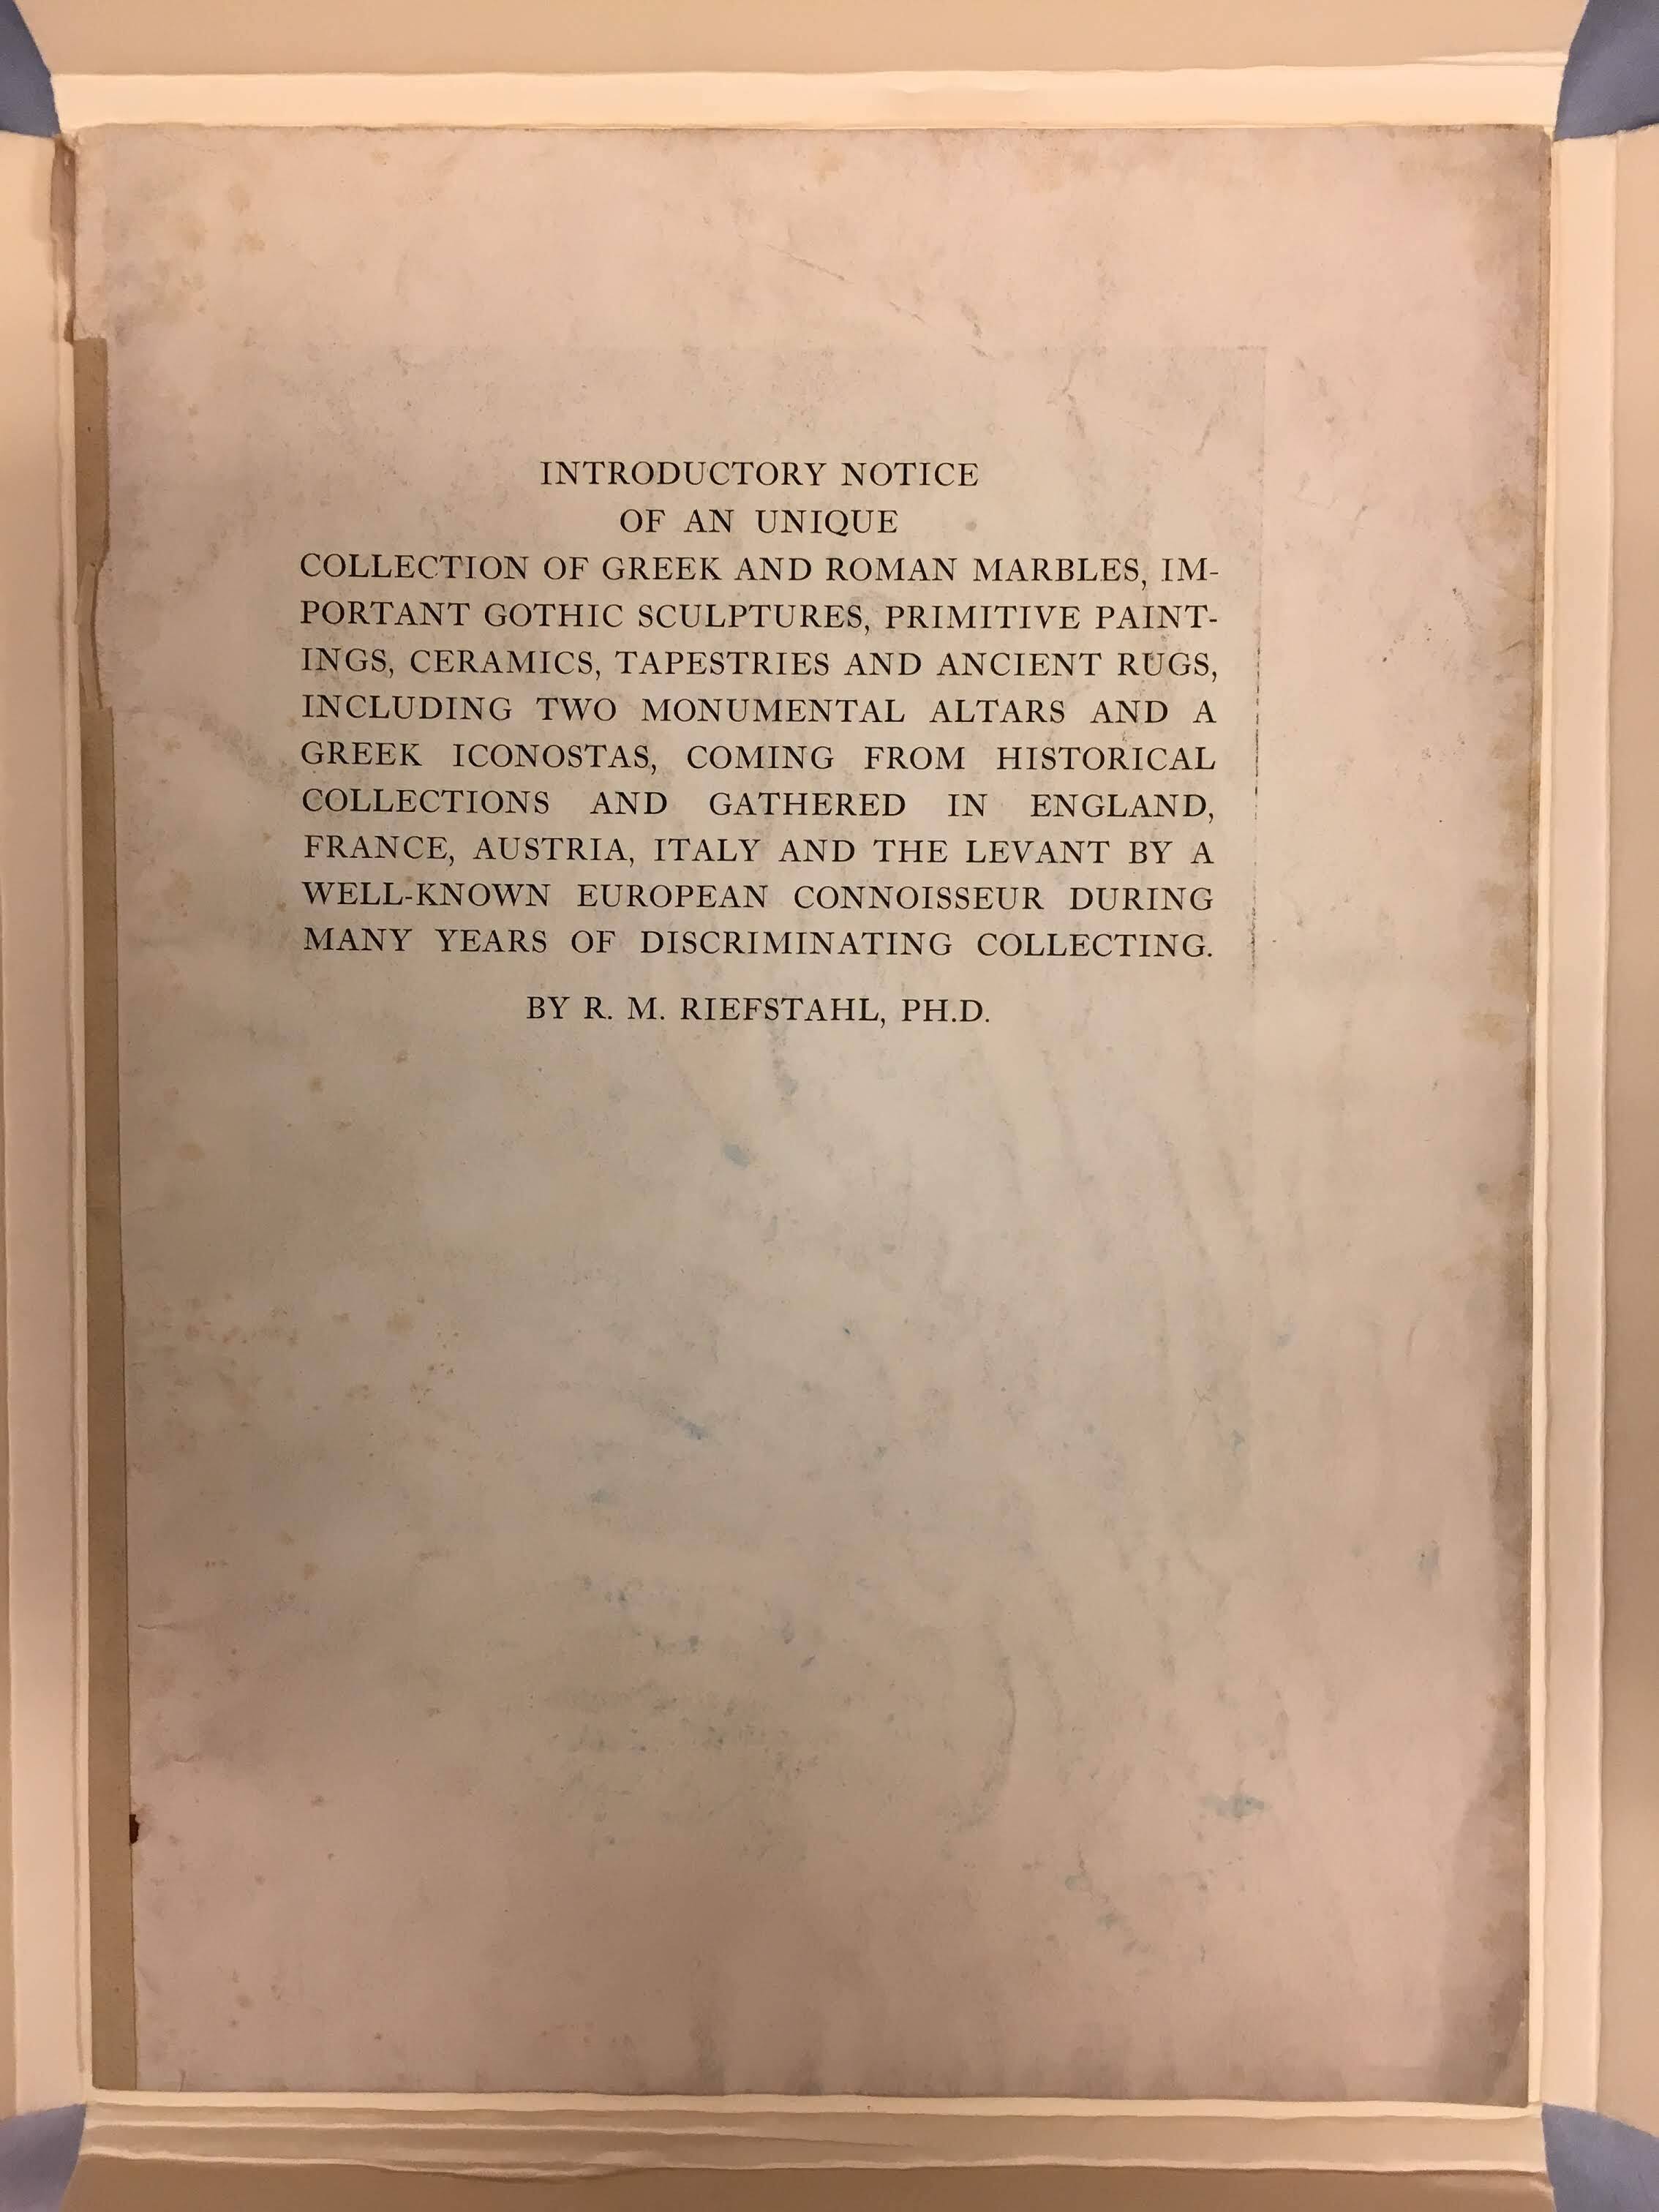 INTRODUCTORY NOTICE
OF AN UNIQUE
COLLECTION OF GREEK AND ROMAN MARBLES, IM-
PORTANT GOTHIC SCULPTURES, PRIMITIVE PAINT-
INGS, CERAMICS, TAPESTRIES AND ANCIENT RUGS,
INCLUDING TWO MONUMENTAL ALTARS AND A
GREEK ICONOSTAS, COMING FROM HISTORICAL
COLLECTIONS AND GATHERED IN ENGLAND,
FRANCE, AUSTRIA, ITALY AND THE LEVANT BY A
WELL-KNOWN EUROPEAN CONNOISSEUR DURING
MANY YEARS OF DISCRIMINATING COLLECTING.
BY R. M. RIEFSTAHL, PH.D.